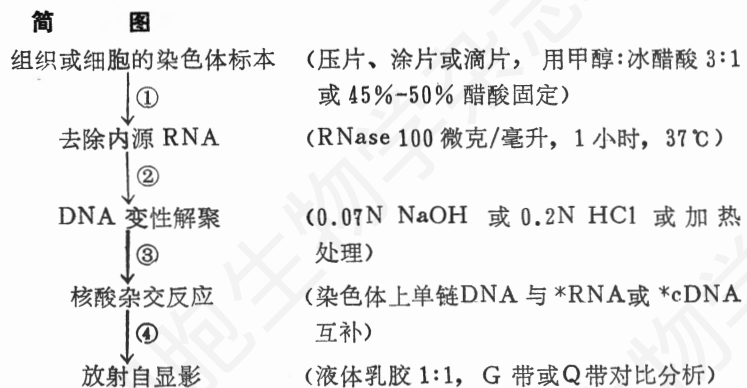 简 图
组织或细胞的染色体标本 (压片、涂片或滴片, 用甲醇:冰醋酸 3:1
或 45%-50% 醋酸固定)
①
去除内源 RNA (RNase 100 微克/毫升, 1 小时, 37℃)
②
DNA 变性解聚 (0.07N NaOH 或 0.2N HCl 或加热
处理)
③
核酸杂交反应 (染色体上单链DNA 与 *RNA或 *cDNA
互补)
④
放射自显影 (液体乳胶 1:1, G 带或Q带对比分析)